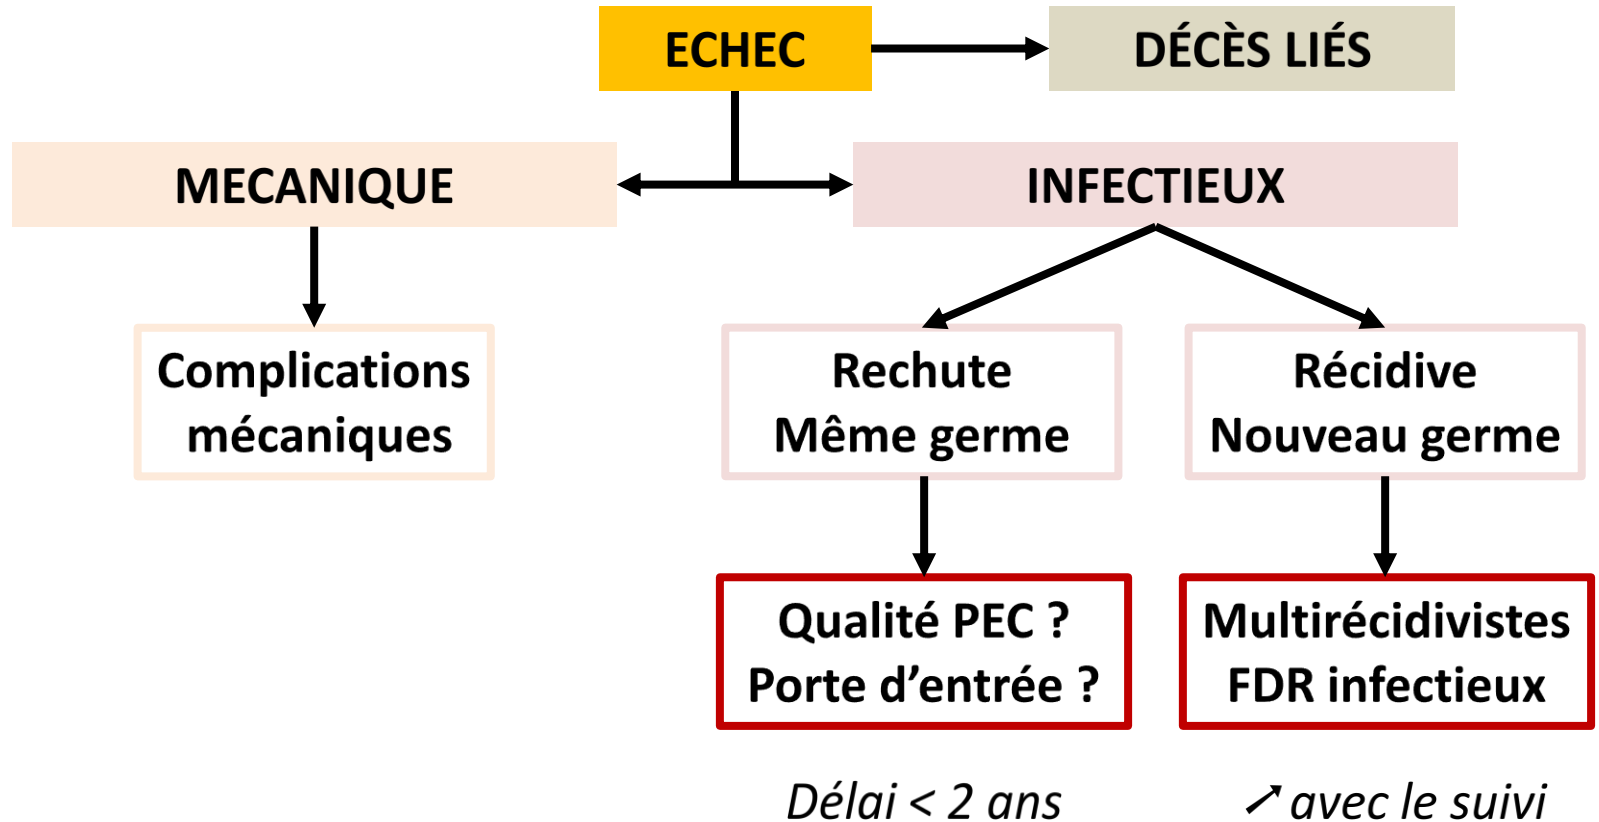 ECHEC
DÉCÈS LIÉS
MECANIQUE
INFECTIEUX
Complications
mécaniques
Rechute
Même germe
Récidive
Nouveau germe
Qualité PEC ?
Porte d’entrée ?
Multirécidivistes
FDR infectieux
Délai < 2 ans
➚ avec le suivi